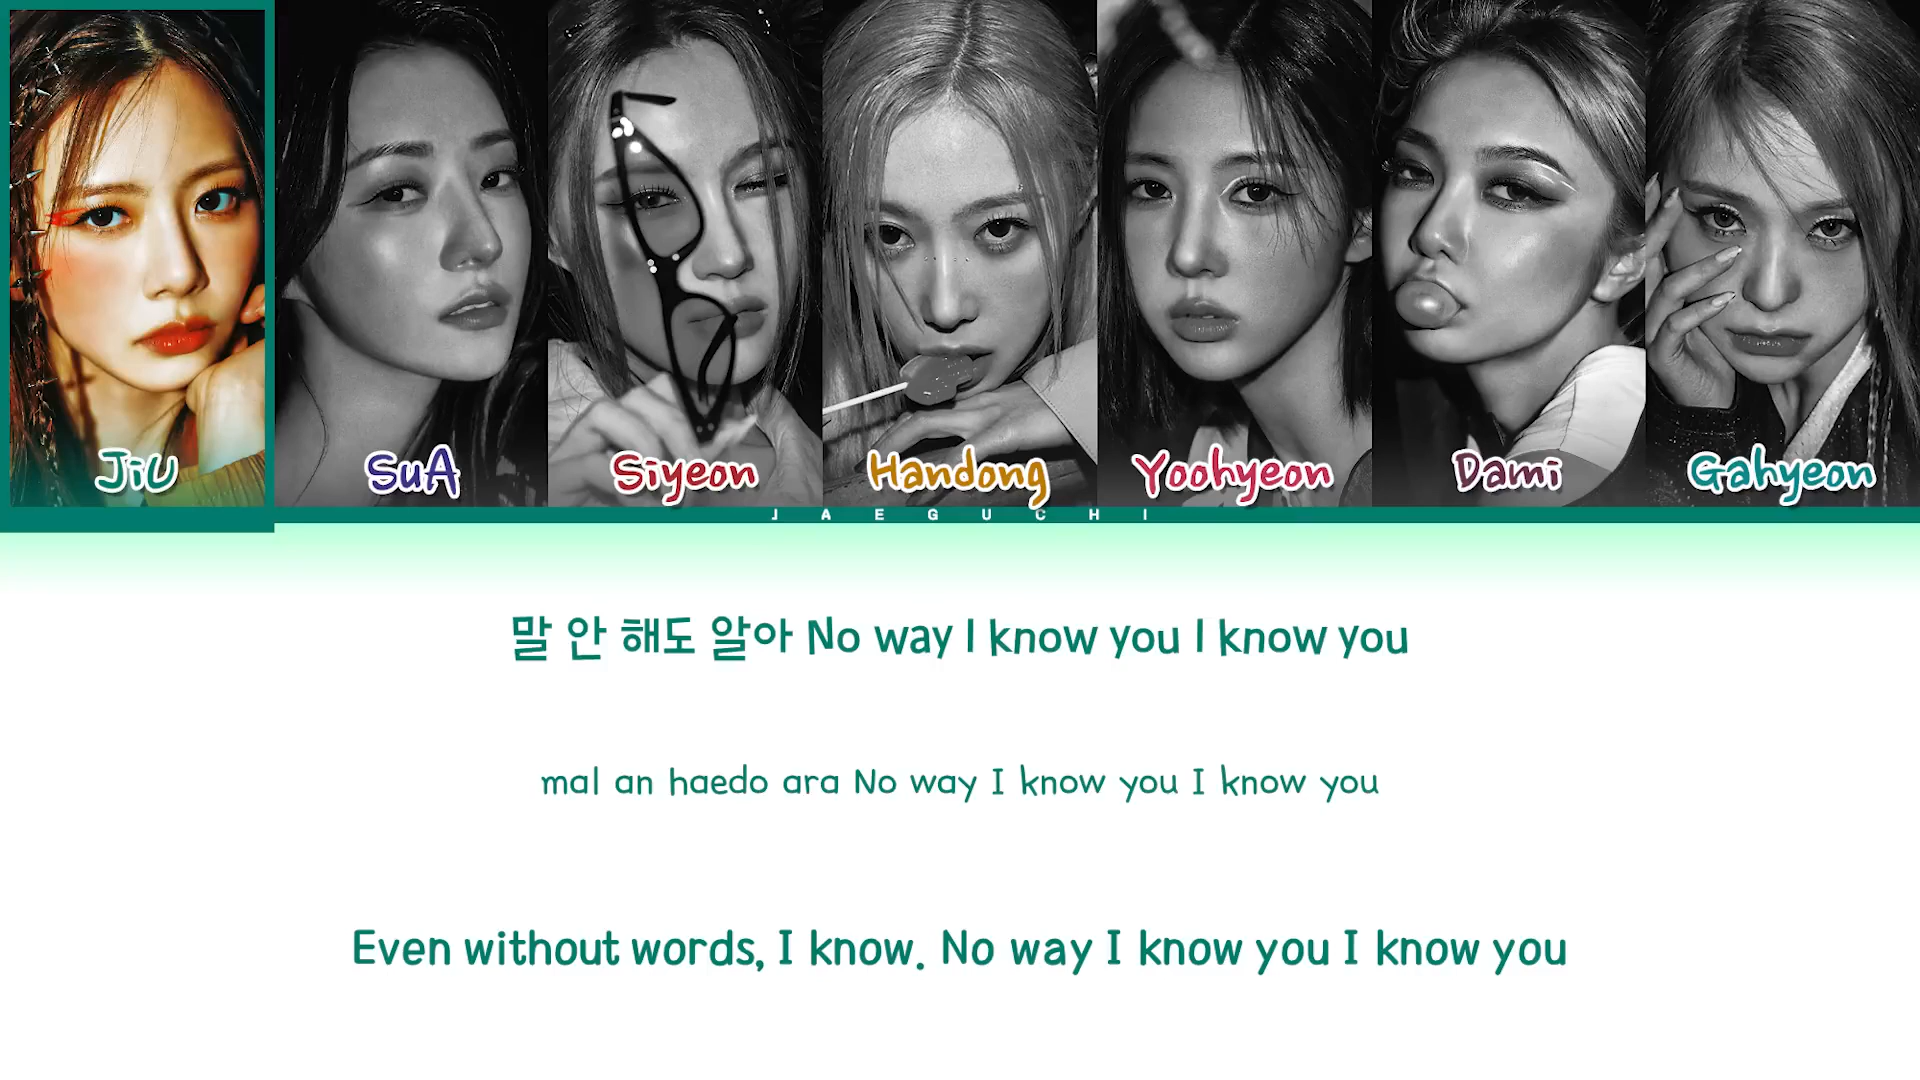 JiU SuA Siyeon Handong Yoohyeon Dami Gahyeon
JAEGUCHI
말 안 해도 알아 No way I know you I know you
mal an haedo ara No way I know you I know you
Even without words, I know. No way I know you I know you